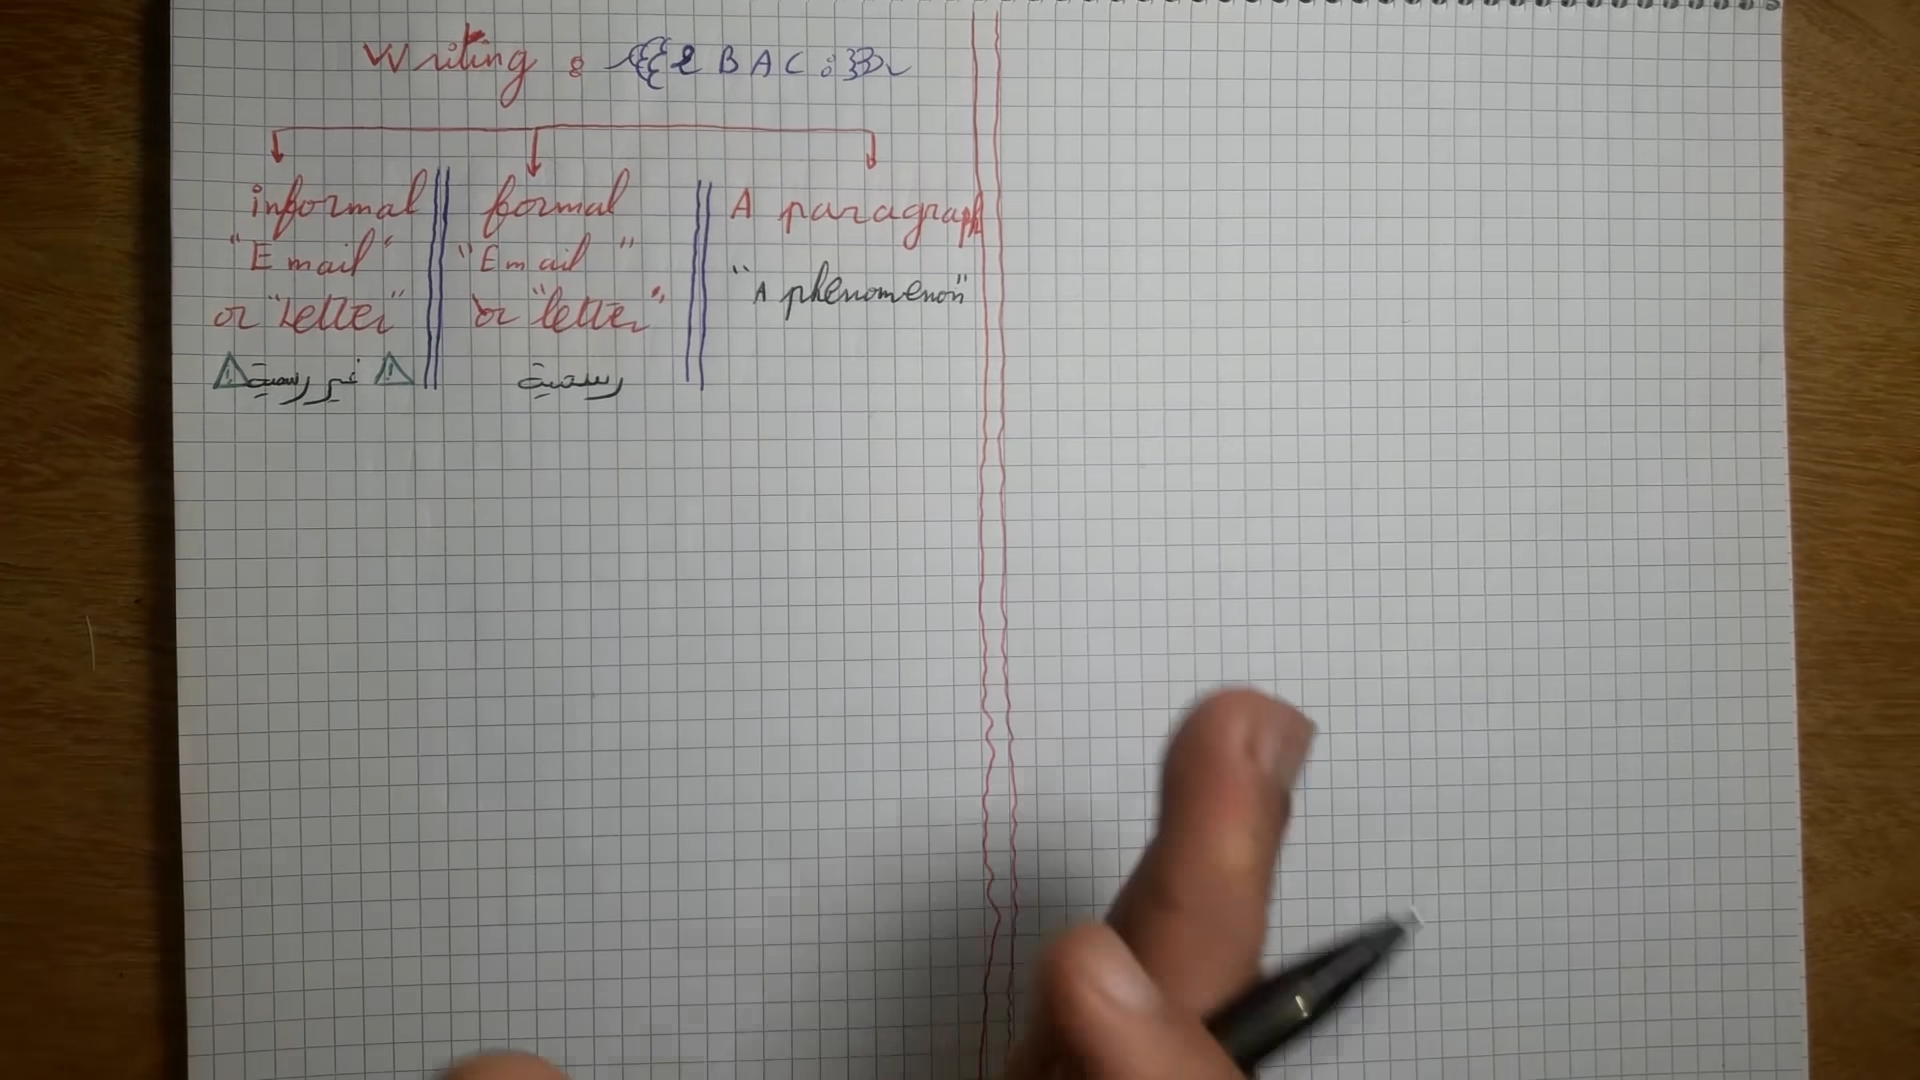 Writing : 2 BAC :
informal
"Email"
or "letter"
غير رسمية
formal
"Email"
or "letter"
رسمية
A paragraph
"A phenomenon"